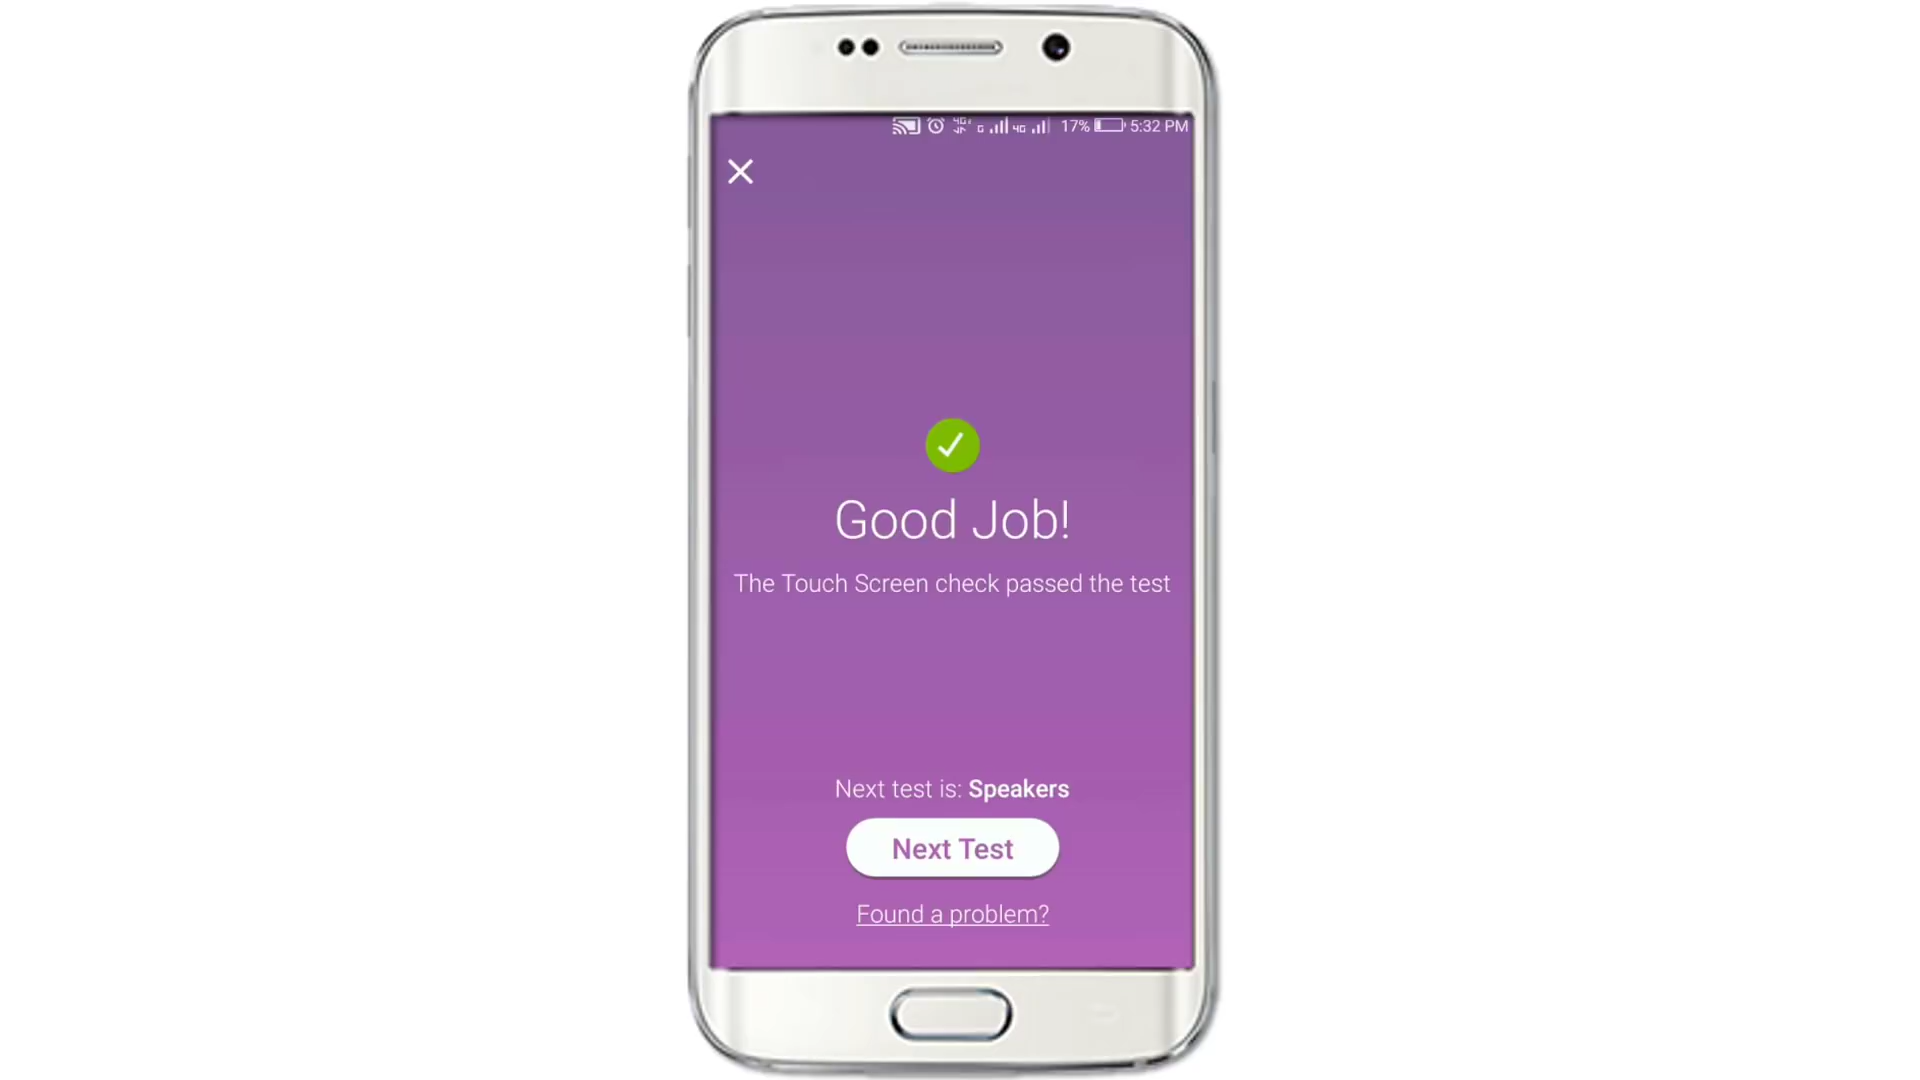 17% 5:32 PM
Good Job!
The Touch Screen check passed the test
Next test is: Speakers
Next Test
Found a problem?